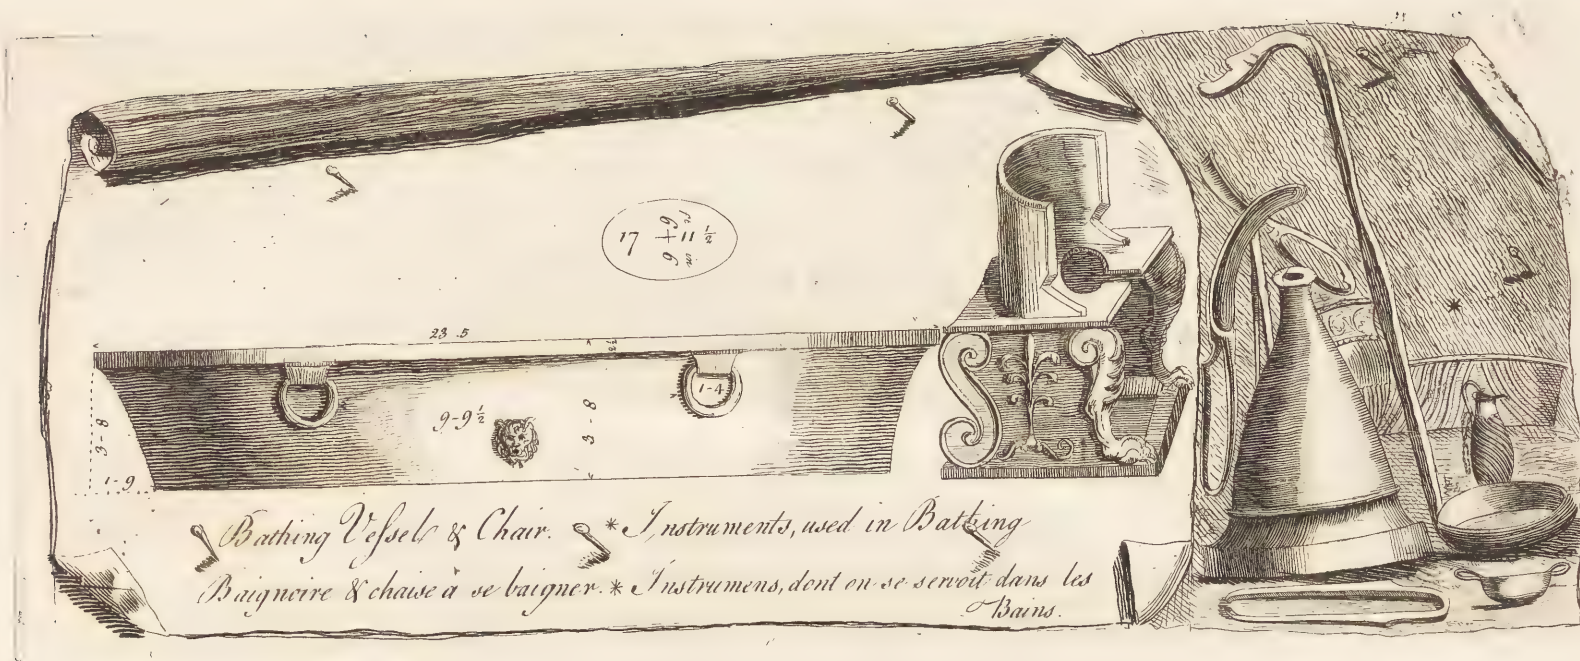 17 + 11 ½
9
9
23 . 5
1 - 4
9 - 9 ½
3 - 8
3 - 8
1 - 9
Bathing Veſsel & Chair. * Instruments, used in Bathing
Baignoire & chaise à se baigner. * Instrumens, dont on se servoit dans les
Bains.
*